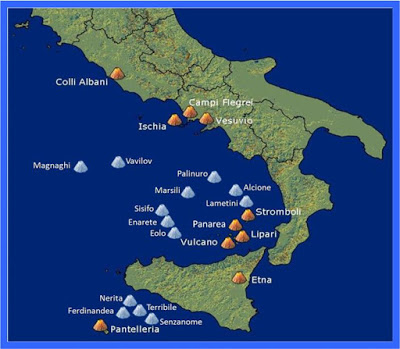 Colli Albani
Campi Flegrei
Ischia
Vesuvio
Magnaghi
Vavilov
Palinuro
Marsili
Alcione
Lametini
Sisifo
Stromboli
Enarete
Panarea
Eolo
Lipari
Vulcano
Etna
Nerita
Ferdinandea
Terribile
Senzanome
Pantelleria